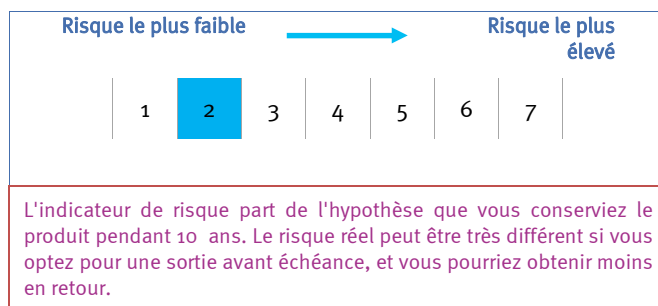 Risque le plus faible
Risque le plus
élevé
1 2 3 4 5 6 7
L'indicateur de risque part de l'hypothèse que vous conserviez le
produit pendant 10 ans. Le risque réel peut être très différent si vous
optez pour une sortie avant échéance, et vous pourriez obtenir moins
en retour.